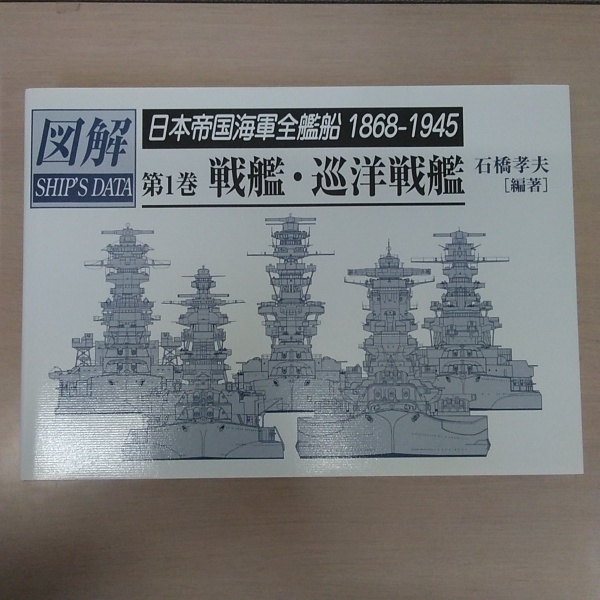 図解
SHIP'S DATA
日本帝国海軍全艦船 1868-1945
第1巻 戦艦・巡洋戦艦
石橋孝夫
[編著]